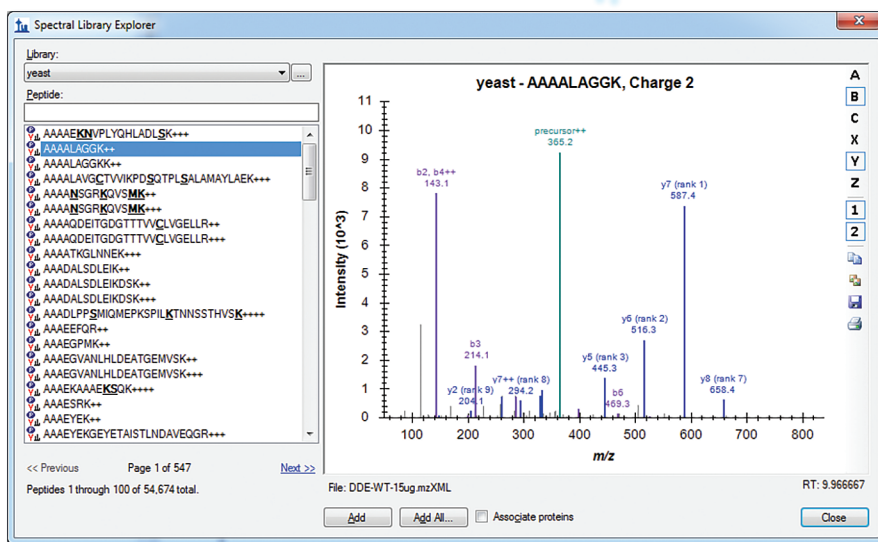 Spectral Library Explorer
Library:
yeast
...
Peptide:
AAAAEKNVPLYQHLADLSK+++
AAAALAGGK++
AAAALAGGKK++
AAAALAVGCTVVIKPDSQTPLSALAMAYLAEK+++
AAAANSGRKQVSMK+++
AAAANSGRKQVSMK++
AAAAQDEITGDGTTTVVCLVGELLR++
AAAAQDEITGDGTTTVVCLVGELLR+++
AAAATKGLNNEK+++
AAADALSDLEIK++
AAADALSDLEIKDSK++
AAADALSDLEIKDSK+++
AAADLPPSMIQMEPKSPILKTNNSSTHVSK++++
AAAEEFQR++
AAAEGPMK++
AAAEGVANLHLDEATGEMVSK++
AAAEGVANLHLDEATGEMVSK+++
AAAEKAAAEKSQK++++
AAAESRK++
AAAEYEK++
AAAEYEKGEYETAISTLNDAVEQGR+++
<< Previous Page 1 of 547 Next >>
Peptides 1 through 100 of 54,674 total.
yeast - AAAALAGGK, Charge 2
Intensity (10^3)
11
10
9
8
7
6
5
4
3
2
1
0
precursor++
365.2
b2, b4++
143.1
y7 (rank 1)
587.4
y6 (rank 2)
516.3
b3
214.1
y5 (rank 3)
445.3
y7++ (rank 8)
294.2
y2 (rank 9)
204.1
b6
469.3
y8 (rank 7)
658.4
100 200 300 400 500 600 700 800
m/z
A
B
C
X
Y
Z
1
2
File: DDE-WT-15ug.mzXML RT: 9.966667
Add Add All... Associate proteins Close